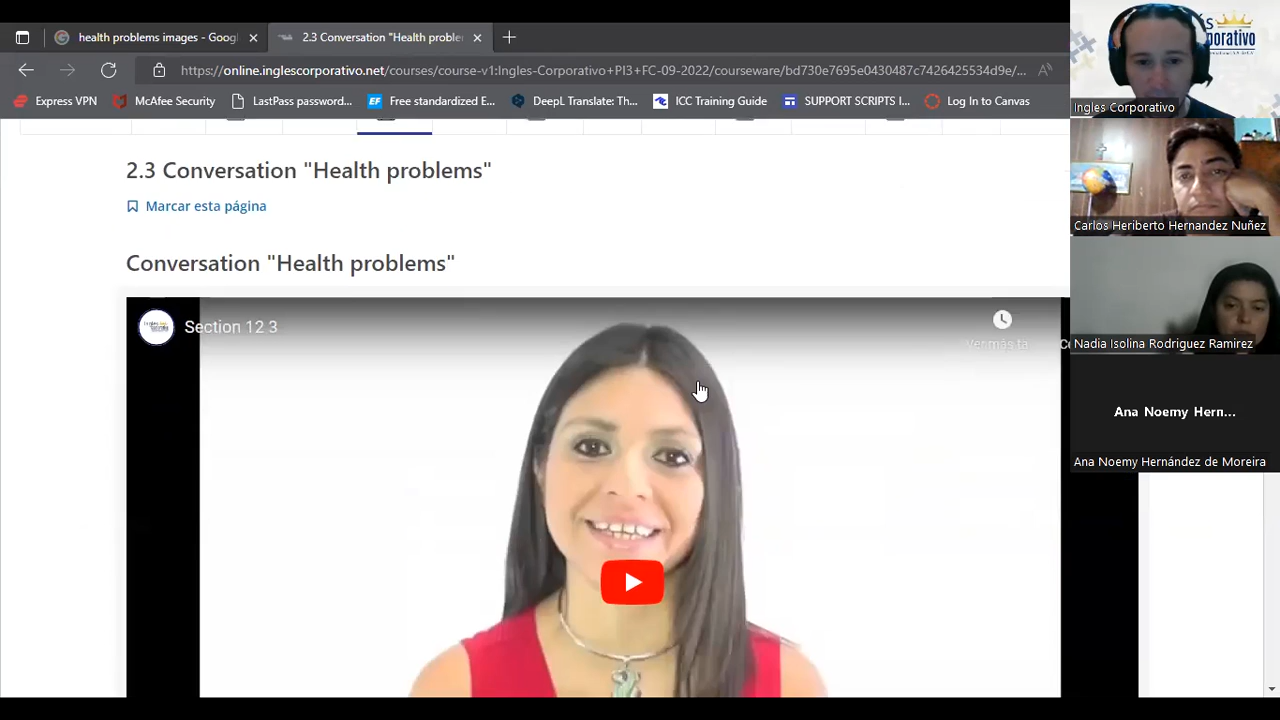 health problems images - Googl
2.3 Conversation "Health proble
https://online.inglescorporativo.net/courses/course-v1:Ingles-Corporativo+PI3+FC-09-2022/courseware/bd730e7695e0430487c7426425534d9e/...
Express VPN
McAfee Security
LastPass password...
EF
Free standardized E...
DeepL Translate: Th...
ICC Training Guide
SUPPORT SCRIPTS I...
Log In to Canvas
2.3 Conversation "Health problems"
Marcar esta página
Conversation "Health problems"
Section 12 3
Ver más ta...
Ingles Corporativo
Carlos Heriberto Hernandez Nuñez
Nadia Isolina Rodriguez Ramirez
Ana Noemy Hern...
Ana Noemy Hernández de Moreira